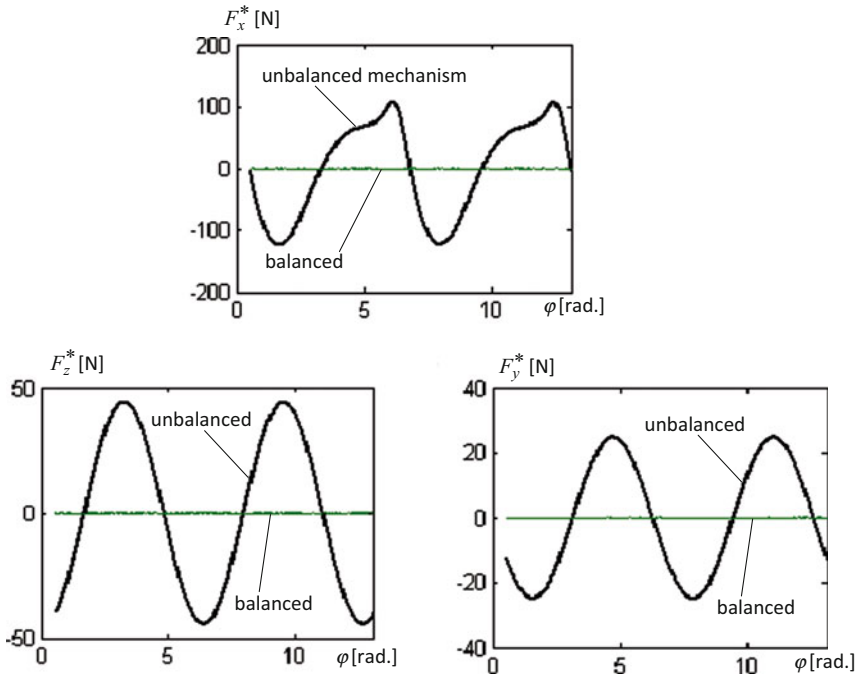 F*x [N]
200
unbalanced mechanism
100
0
-100
balanced
-200
0 5 10 φ[rad.]
F*z [N]
50
unbalanced
0
balanced
-50
0 5 10 φ[rad.]
F*y [N]
40
unbalanced
20
0
-20
balanced
-40
0 5 10 φ[rad.]